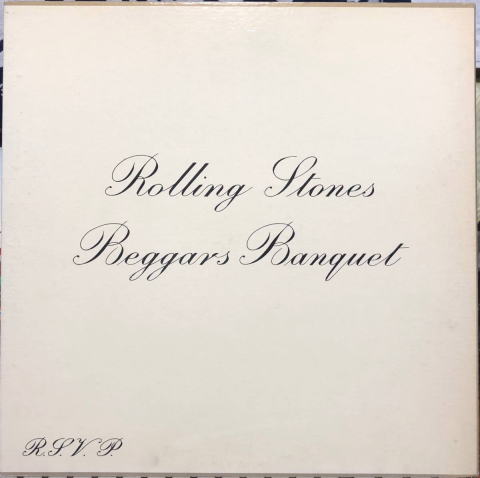 Rolling Stones
Beggars Banquet
R.S.V.P.